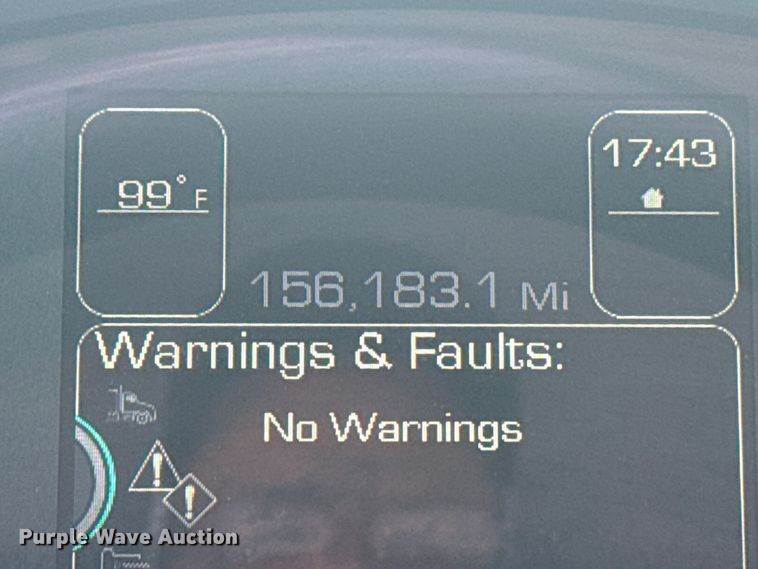 99° F
17:43
156,183.1 Mi
Warnings & Faults:
No Warnings
Purple Wave Auction